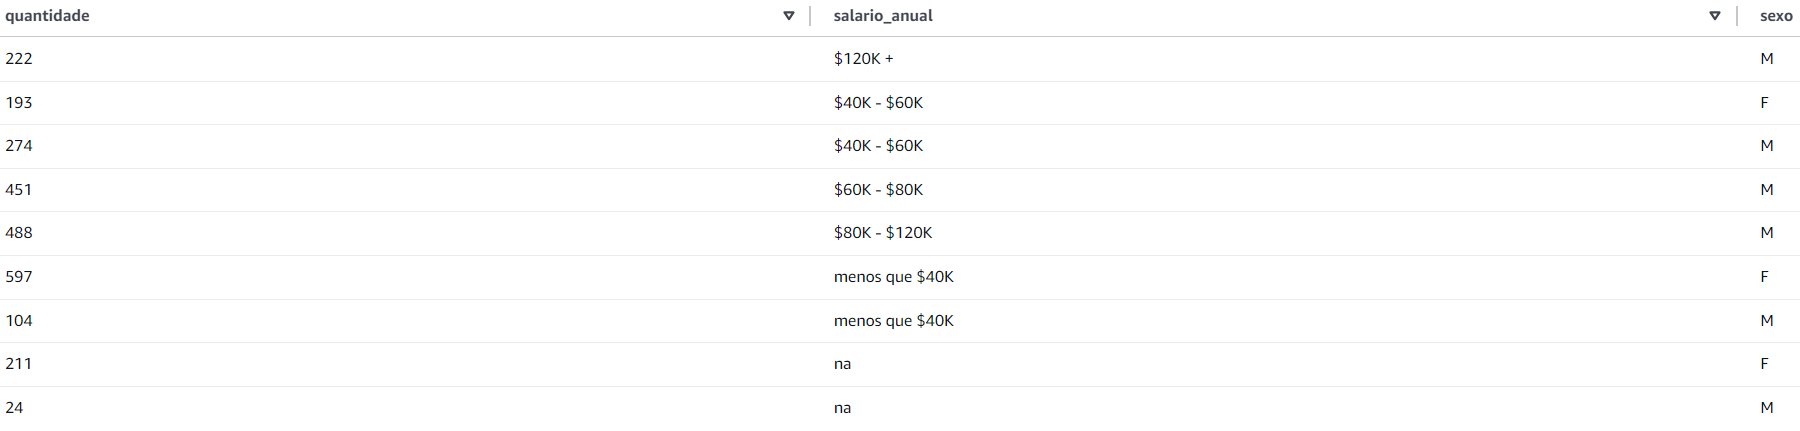 quantidade salario_anual sexo
222 $120K + M
193 $40K - $60K F
274 $40K - $60K M
451 $60K - $80K M
488 $80K - $120K M
597 menos que $40K F
104 menos que $40K M
211 na F
24 na M